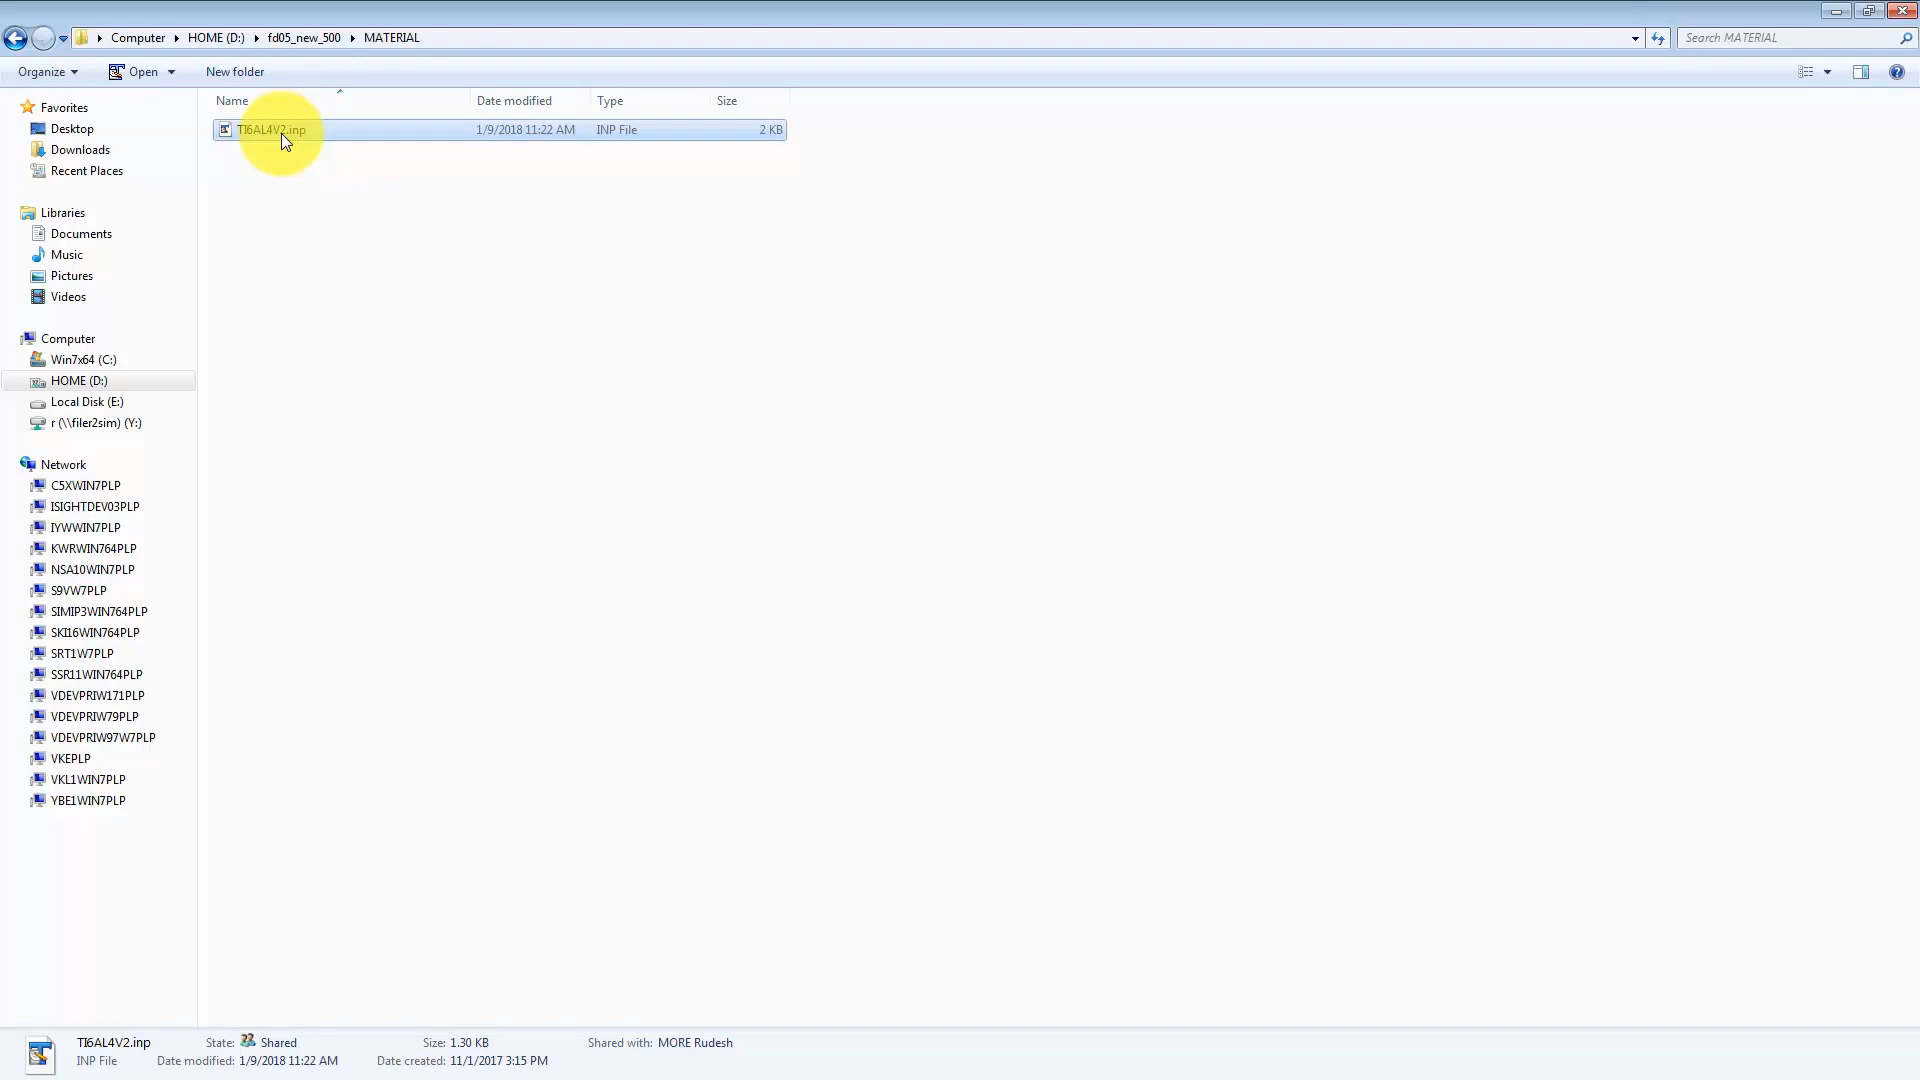 Computer HOME (D:) fd05_new_500 MATERIAL
Search MATERIAL
Organize Open New folder
Name Date modified Type Size
TI6AL4V2.inp 1/9/2018 11:22 AM INP File 2 KB
Favorites
Desktop
Downloads
Recent Places
Libraries
Documents
Music
Pictures
Videos
Computer
Win7x64 (C:)
HOME (D:)
Local Disk (E:)
r (\\filer2sim) (Y:)
Network
C5XWIN7PLP
ISIGHTDEV03PLP
IYWWIN7PLP
KWRWIN764PLP
NSA10WIN7PLP
S9VW7PLP
SIMIP3WIN764PLP
SKI16WIN764PLP
SRT1W7PLP
SSR11WIN764PLP
VDEVPRIW171PLP
VDEVPRIW79PLP
VDEVPRIW97W7PLP
VKEPLP
VKL1WIN7PLP
YBE1WIN7PLP
TI6AL4V2.inp State: Shared Size: 1.30 KB Shared with: MORE Rudesh
INP File Date modified: 1/9/2018 11:22 AM Date created: 11/1/2017 3:15 PM